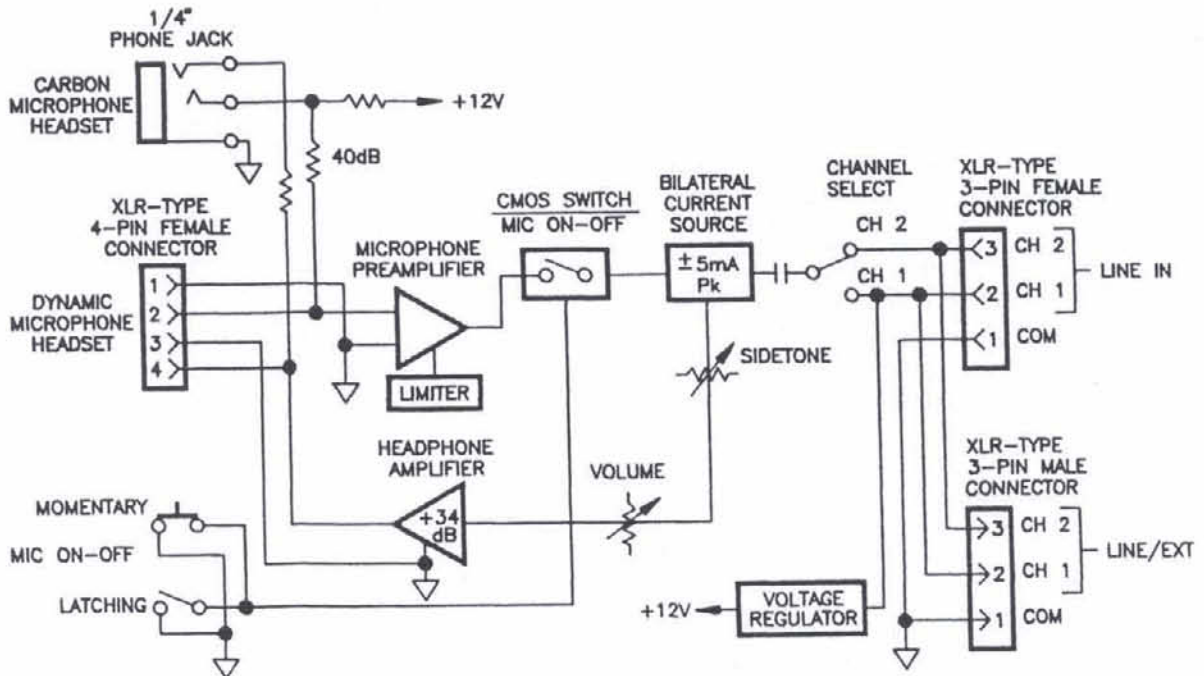 1/4"
PHONE JACK
CARBON
MICROPHONE
HEADSET
+12V
40dB
XLR-TYPE
4-PIN FEMALE
CONNECTOR
DYNAMIC
MICROPHONE
HEADSET
1
2
3
4
MICROPHONE
PREAMPLIFIER
LIMITER
CMOS SWITCH
MIC ON-OFF
BILATERAL
CURRENT
SOURCE
± 5mA
Pk
CHANNEL
SELECT
CH 2
CH 1
XLR-TYPE
3-PIN FEMALE
CONNECTOR
3 CH 2
2 CH 1
1 COM
LINE IN
SIDETONE
HEADPHONE
AMPLIFIER
+34
dB
VOLUME
MOMENTARY
MIC ON-OFF
LATCHING
+12V
VOLTAGE
REGULATOR
XLR-TYPE
3-PIN MALE
CONNECTOR
3 CH 2
2 CH 1
1 COM
LINE/EXT